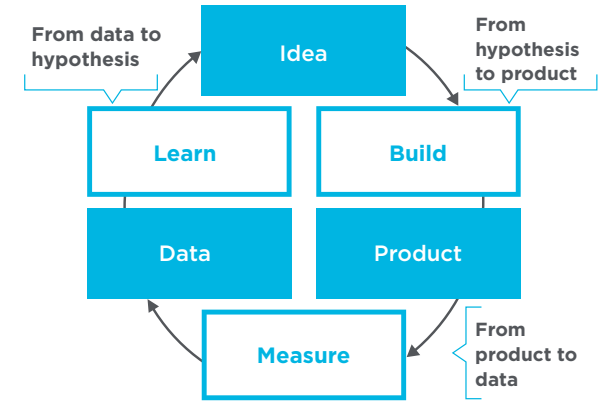 From data to
hypothesis
Idea
From
hypothesis
to product
Learn
Build
Data
Product
Measure
From
product to
data